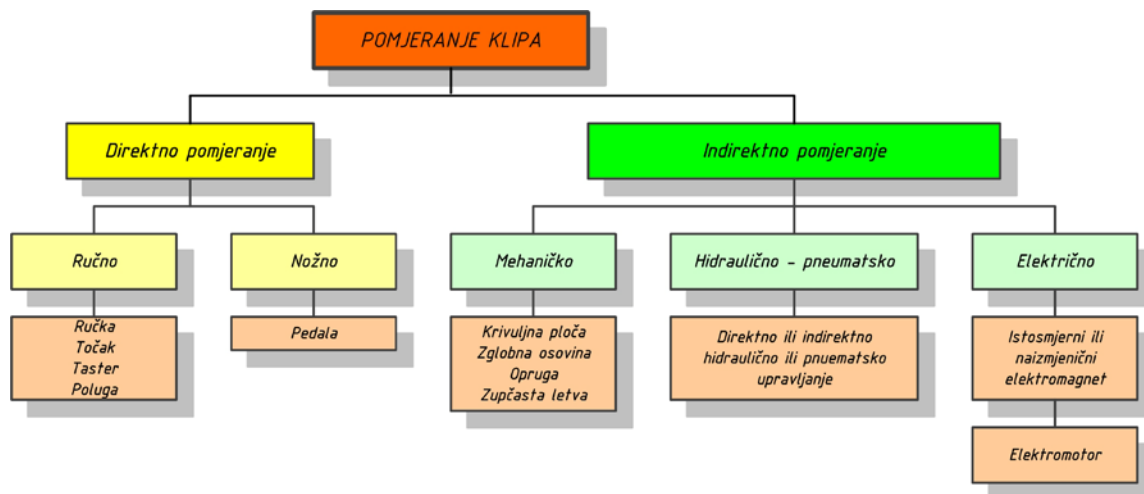 POMJERANJE KLIPA
Direktno pomjeranje
Indirektno pomjeranje
Ručno
Nožno
Mehaničko
Hidraulično - pneumatsko
Električno
Ručka
Točak
Taster
Poluga
Pedala
Krivuljna ploča
Zglobna osovina
Opruga
Zupčasta letva
Direktno ili indirektno
hidraulično ili pnuematsko
upravljanje
Istosmjerni ili
naizmjenični
elektromagnet
Elektromotor